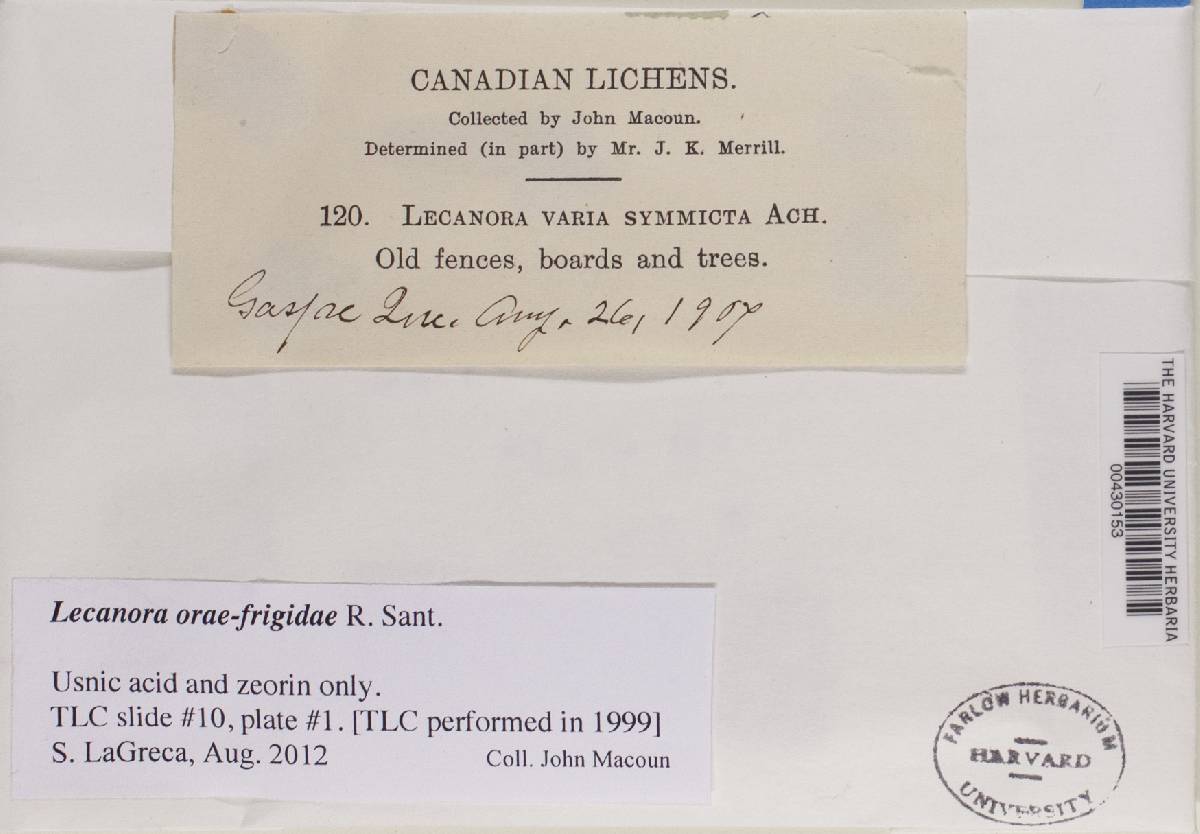 CANADIAN LICHENS.
Collected by John Macoun.
Determined (in part) by Mr. J. K. Merrill.
120. LECANORA VARIA SYMMICTA ACH.
Old fences, boards and trees.
Gaspe Que. Aug. 26, 1907
THE HARVARD UNIVERSITY HERBARIA
00430153
Lecanora orae-frigidae R. Sant.
Usnic acid and zeorin only.
TLC slide #10, plate #1. [TLC performed in 1999]
S. LaGreca, Aug. 2012 Coll. John Macoun
FARLOW HERBARIUM
HARVARD
UNIVERSITY